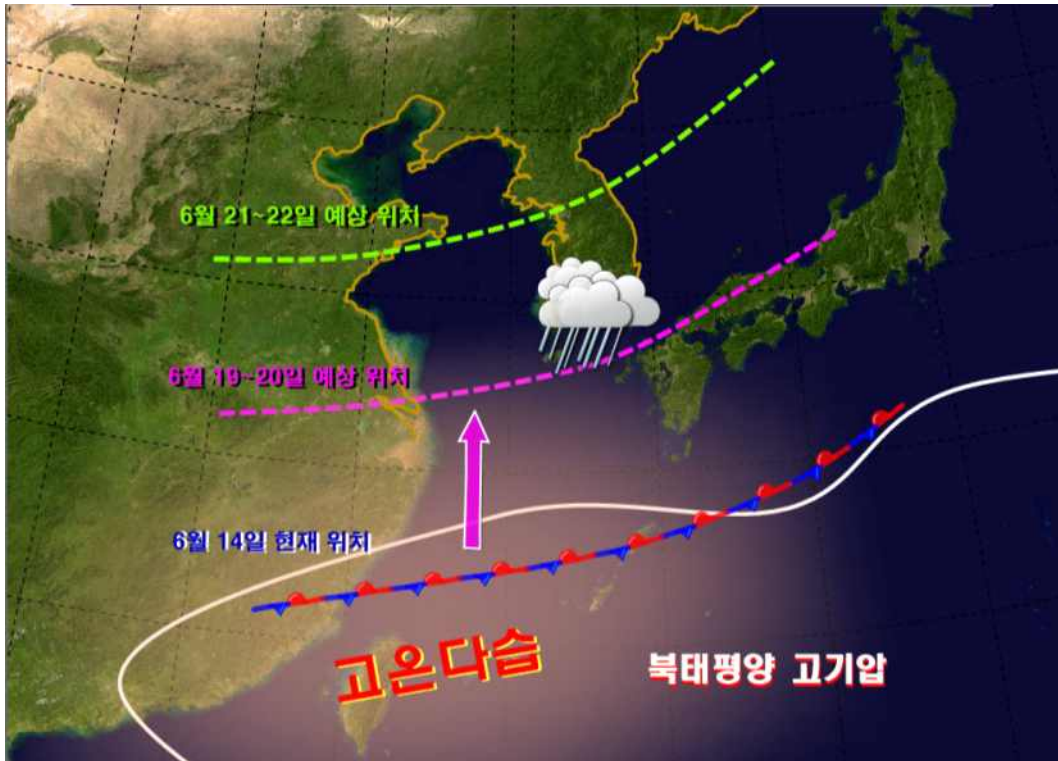 6월 21~22일 예상 위치
6월 19~20일 예상 위치
6월 14일 현재 위치
고온다습
북태평양 고기압